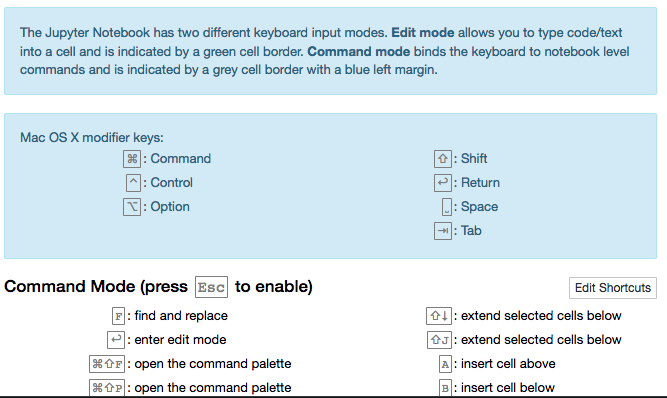 The Jupyter Notebook has two different keyboard input modes. Edit mode allows you to type code/text
into a cell and is indicated by a green cell border. Command mode binds the keyboard to notebook level
commands and is indicated by a grey cell border with a blue left margin.
Mac OS X modifier keys:
⌘ : Command
⌃ : Control
⌥ : Option
⇧ : Shift
↩ : Return
␣ : Space
⇥ : Tab
Command Mode (press Esc to enable)
Edit Shortcuts
F : find and replace
↩ : enter edit mode
⌘⇧F : open the command palette
⌘⇧P : open the command palette
⇧↓ : extend selected cells below
⇧J : extend selected cells below
A : insert cell above
B : insert cell below